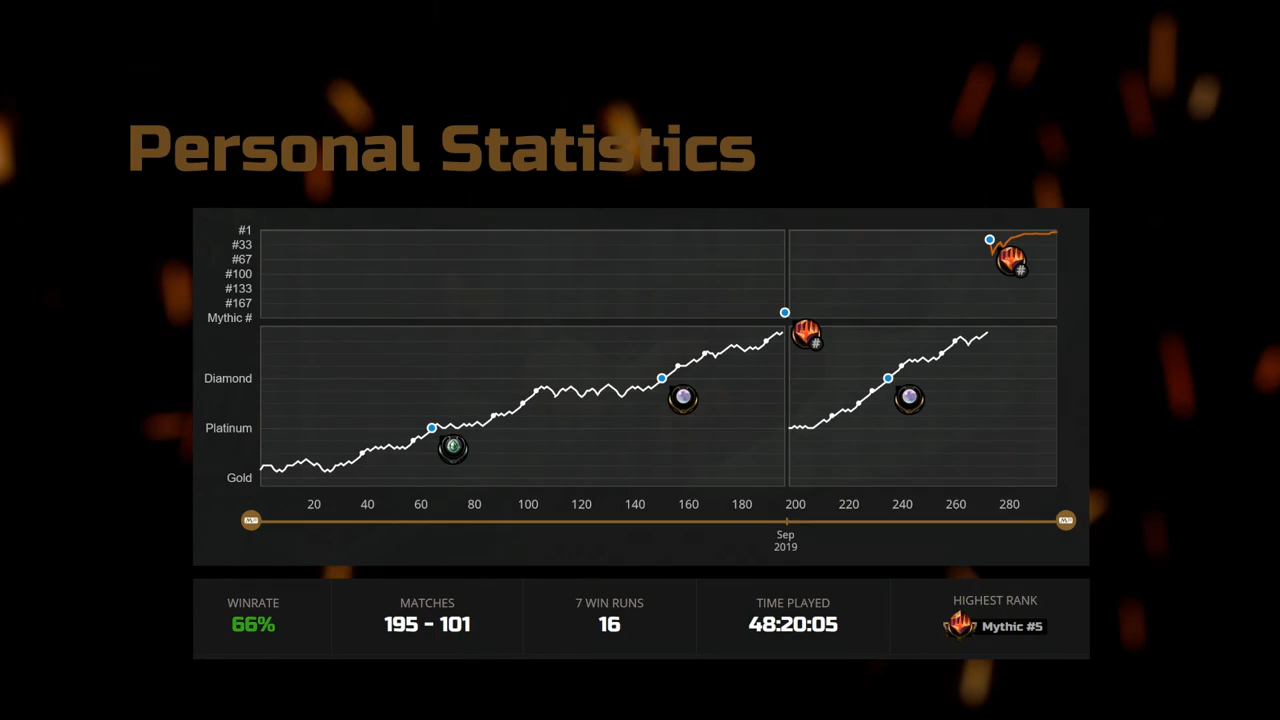 Personal Statistics
#1
#33
#67
#100
#133
#167
Mythic #
Diamond
Platinum
Gold
20 40 60 80 100 120 140 160 180 200 220 240 260 280
Sep
2019
WINRATE MATCHES 7 WIN RUNS TIME PLAYED HIGHEST RANK
66% 195 - 101 16 48:20:05 Mythic #5